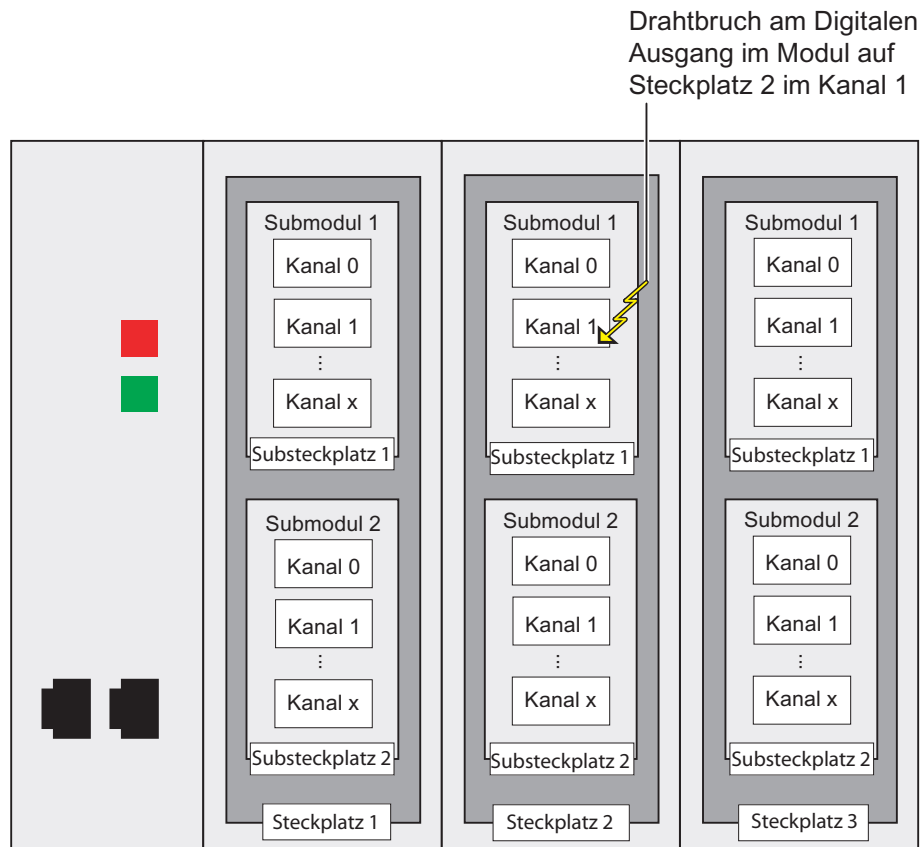 Drahtbruch am Digitalen
Ausgang im Modul auf
Steckplatz 2 im Kanal 1
Submodul 1
Kanal 0
Kanal 1
⋮
Kanal x
Substeckplatz 1
Submodul 2
Kanal 0
Kanal 1
⋮
Kanal x
Substeckplatz 2
Steckplatz 1
Submodul 1
Kanal 0
Kanal 1
⋮
Kanal x
Substeckplatz 1
Submodul 2
Kanal 0
Kanal 1
⋮
Kanal x
Substeckplatz 2
Steckplatz 2
Submodul 1
Kanal 0
Kanal 1
⋮
Kanal x
Substeckplatz 1
Submodul 2
Kanal 0
Kanal 1
⋮
Kanal x
Substeckplatz 2
Steckplatz 3